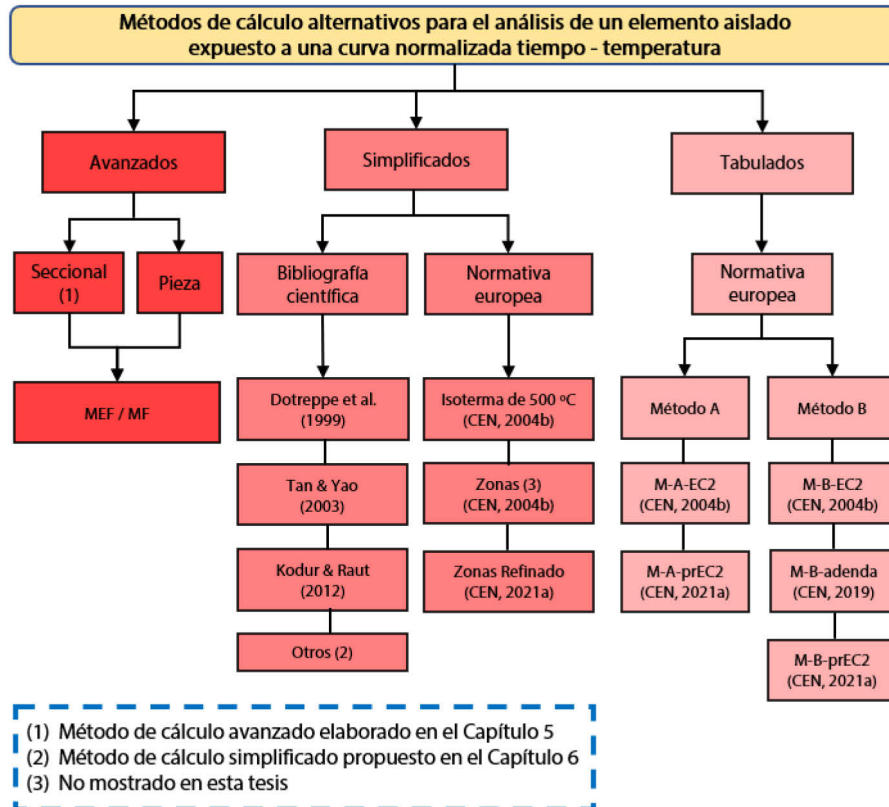 Métodos de cálculo alternativos para el análisis de un elemento aislado
expuesto a una curva normalizada tiempo - temperatura
Avanzados
Simplificados
Tabulados
Seccional
(1)
Pieza
Bibliografía
científica
Normativa
europea
Normativa
europea
MEF / MF
Dotreppe et al.
(1999)
Isoterma de 500 ºC
(CEN, 2004b)
Método A
Método B
Tan & Yao
(2003)
Zonas (3)
(CEN, 2004b)
M-A-EC2
(CEN, 2004b)
M-B-EC2
(CEN, 2004b)
Kodur & Raut
(2012)
Zonas Refinado
(CEN, 2021a)
M-A-prEC2
(CEN, 2021a)
M-B-adenda
(CEN, 2019)
Otros (2)
M-B-prEC2
(CEN, 2021a)
(1) Método de cálculo avanzado elaborado en el Capítulo 5
(2) Método de cálculo simplificado propuesto en el Capítulo 6
(3) No mostrado en esta tesis